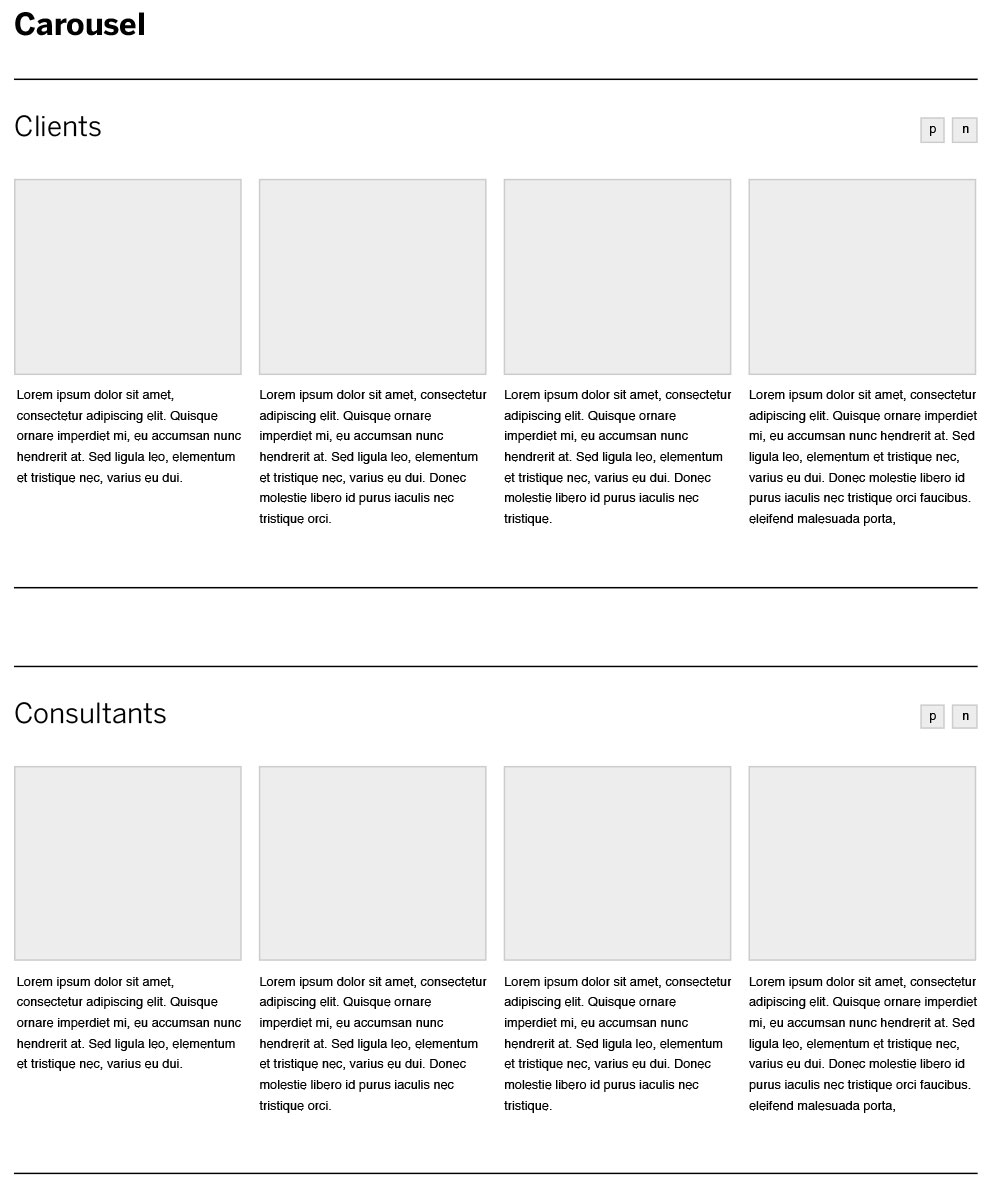 Carousel
Clients
p n
Lorem ipsum dolor sit amet,
consectetur adipiscing elit. Quisque
ornare imperdiet mi, eu accumsan nunc
hendrerit at. Sed ligula leo, elementum
et tristique nec, varius eu dui.
Lorem ipsum dolor sit amet, consectetur
adipiscing elit. Quisque ornare
imperdiet mi, eu accumsan nunc
hendrerit at. Sed ligula leo, elementum
et tristique nec, varius eu dui. Donec
molestie libero id purus iaculis nec
tristique orci.
Lorem ipsum dolor sit amet, consectetur
adipiscing elit. Quisque ornare
imperdiet mi, eu accumsan nunc
hendrerit at. Sed ligula leo, elementum
et tristique nec, varius eu dui. Donec
molestie libero id purus iaculis nec
tristique.
Lorem ipsum dolor sit amet, consectetur
adipiscing elit. Quisque ornare imperdiet
mi, eu accumsan nunc hendrerit at. Sed
ligula leo, elementum et tristique nec,
varius eu dui. Donec molestie libero id
purus iaculis nec tristique orci faucibus.
eleifend malesuada porta,
Consultants
p n
Lorem ipsum dolor sit amet,
consectetur adipiscing elit. Quisque
ornare imperdiet mi, eu accumsan nunc
hendrerit at. Sed ligula leo, elementum
et tristique nec, varius eu dui.
Lorem ipsum dolor sit amet, consectetur
adipiscing elit. Quisque ornare
imperdiet mi, eu accumsan nunc
hendrerit at. Sed ligula leo, elementum
et tristique nec, varius eu dui. Donec
molestie libero id purus iaculis nec
tristique orci.
Lorem ipsum dolor sit amet, consectetur
adipiscing elit. Quisque ornare
imperdiet mi, eu accumsan nunc
hendrerit at. Sed ligula leo, elementum
et tristique nec, varius eu dui. Donec
molestie libero id purus iaculis nec
tristique.
Lorem ipsum dolor sit amet, consectetur
adipiscing elit. Quisque ornare imperdiet
mi, eu accumsan nunc hendrerit at. Sed
ligula leo, elementum et tristique nec,
varius eu dui. Donec molestie libero id
purus iaculis nec tristique orci faucibus.
eleifend malesuada porta,